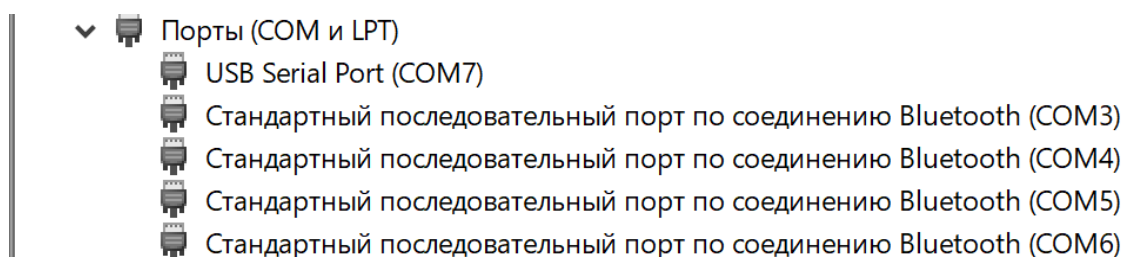 Порты (COM и LPT)
USB Serial Port (COM7)
Стандартный последовательный порт по соединению Bluetooth (COM3)
Стандартный последовательный порт по соединению Bluetooth (COM4)
Стандартный последовательный порт по соединению Bluetooth (COM5)
Стандартный последовательный порт по соединению Bluetooth (COM6)